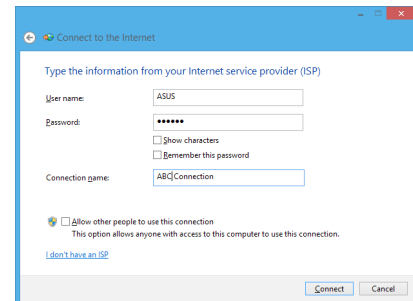 Connect to the Internet
Type the information from your Internet service provider (ISP)
User name: ASUS
Password: ••••••
Show characters
Remember this password
Connection name: ABC Connection
Allow other people to use this connection
This option allows anyone with access to this computer to use this connection.
I don't have an ISP
Connect Cancel